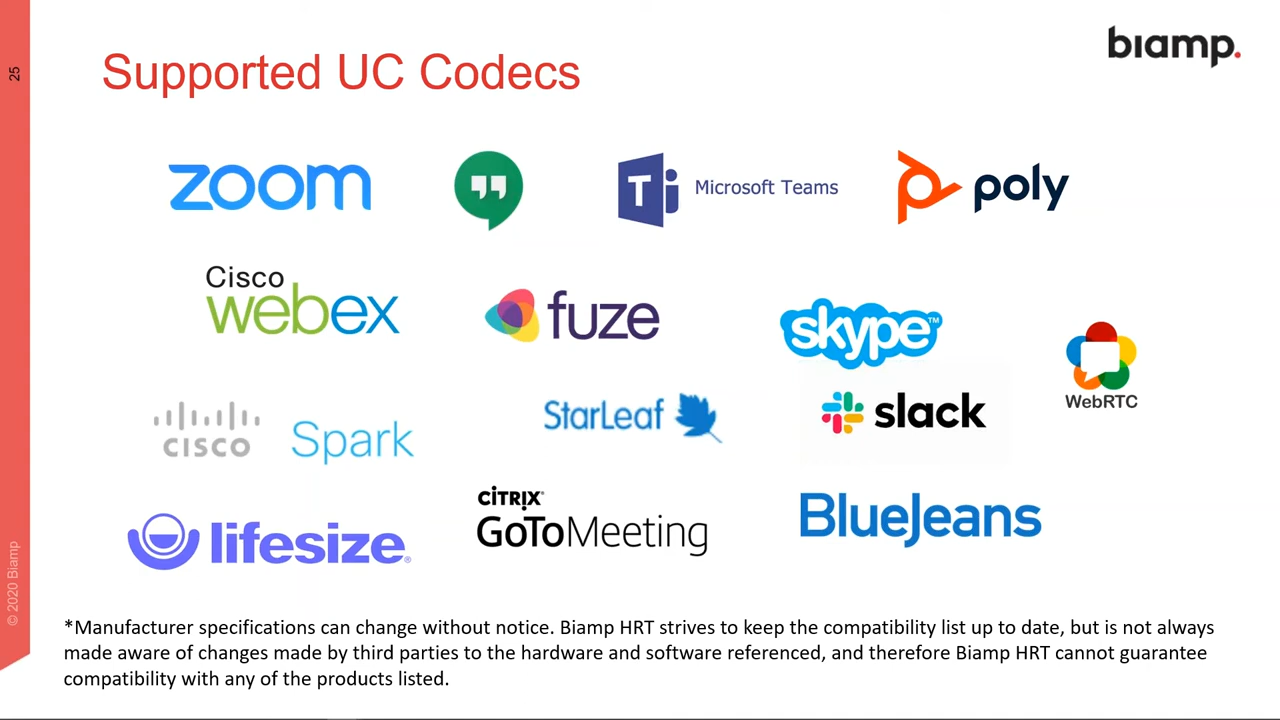 25
Supported UC Codecs
biamp.
zoom
Microsoft Teams
poly
Cisco
webex
fuze
skype™
WebRTC
cisco
Spark
StarLeaf
slack
lifesize®
CİTRIX®
GoToMeeting
BlueJeans
© 2020 Biamp
*Manufacturer specifications can change without notice. Biamp HRT strives to keep the compatibility list up to date, but is not always
made aware of changes made by third parties to the hardware and software referenced, and therefore Biamp HRT cannot guarantee
compatibility with any of the products listed.